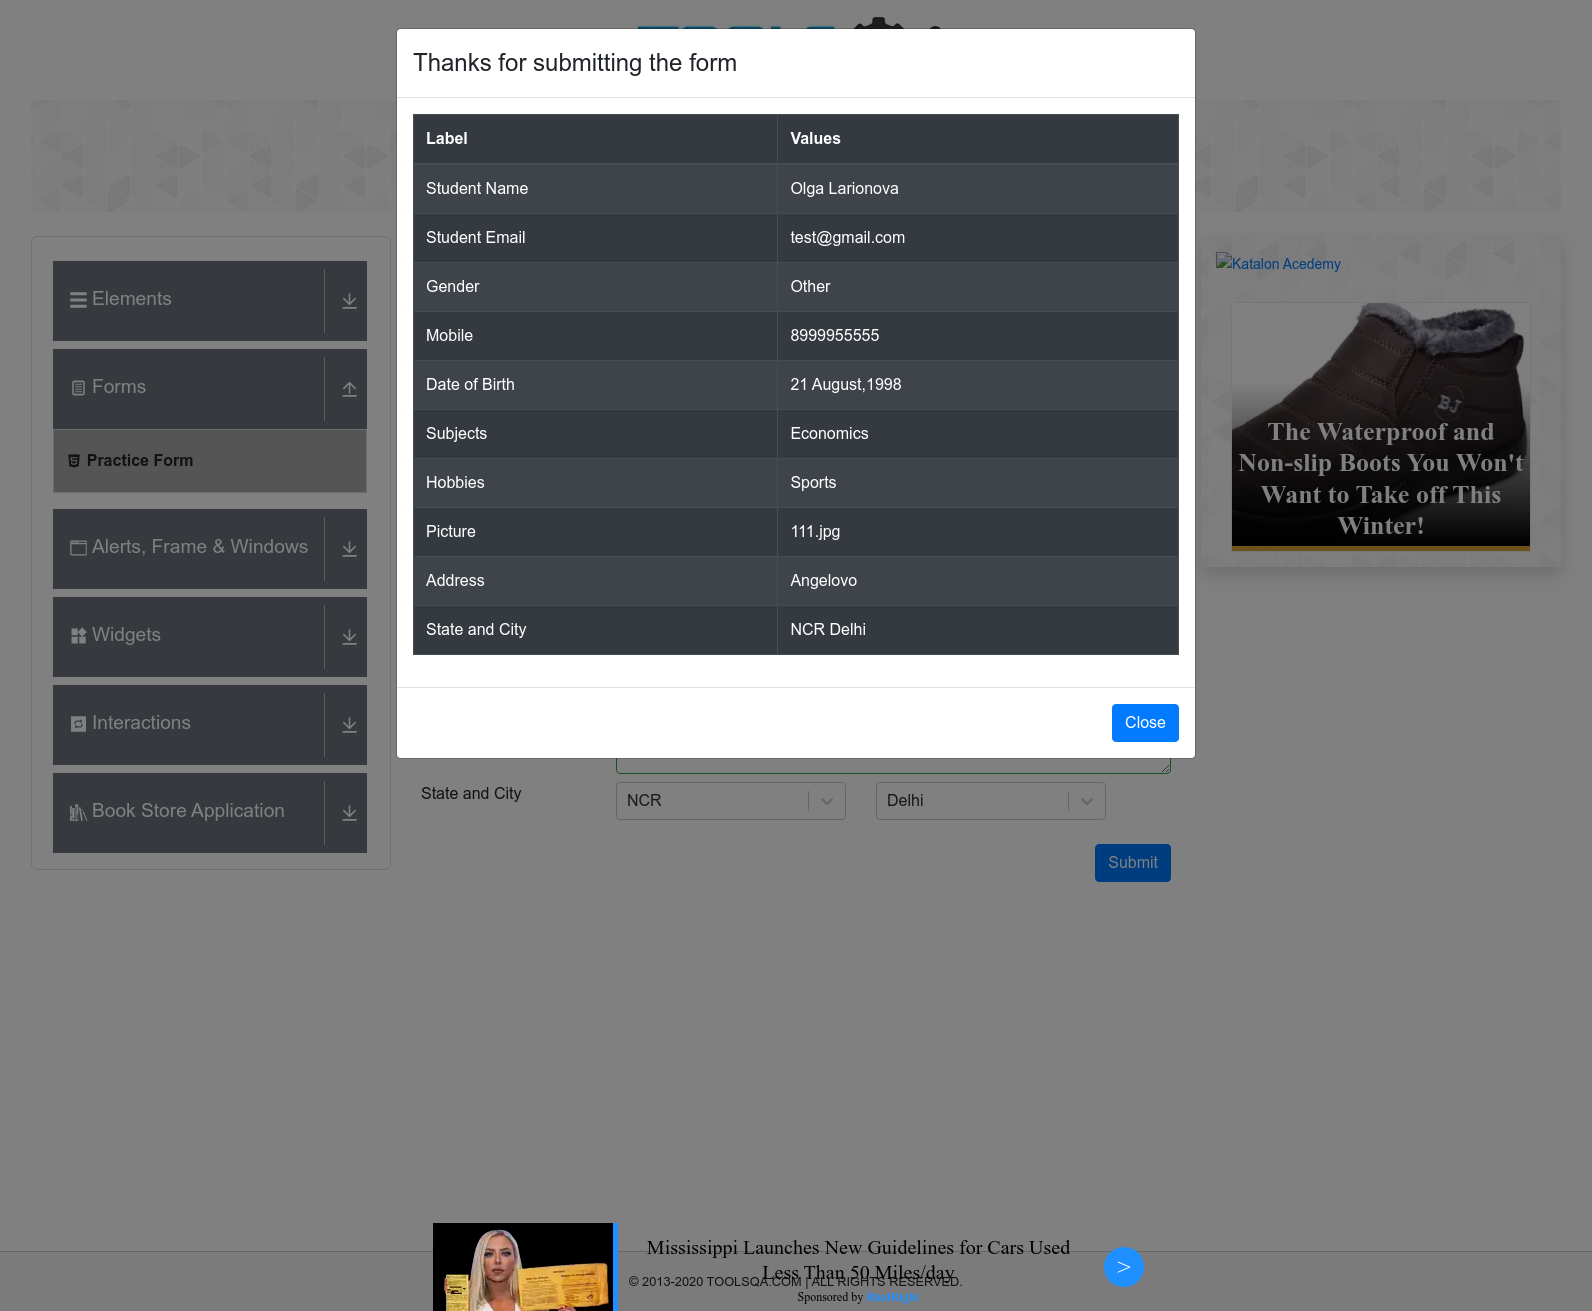 Thanks for submitting the form
Label Values
Student Name Olga Larionova
Student Email test@gmail.com
Gender Other
Mobile 8999955555
Date of Birth 21 August,1998
Subjects Economics
Hobbies Sports
Picture 111.jpg
Address Angelovo
State and City NCR Delhi
Close
Elements
Forms
Practice Form
Alerts, Frame & Windows
Widgets
Interactions
Book Store Application
State and City NCR Delhi
Submit
Katalon Acedemy
BJ
The Waterproof and
Non-slip Boots You Won't
Want to Take off This
Winter!
Mississippi Launches New Guidelines for Cars Used
Less Than 50 Miles/day
© 2013-2020 TOOLSQA.COM | ALL RIGHTS RESERVED.
Sponsored by
>